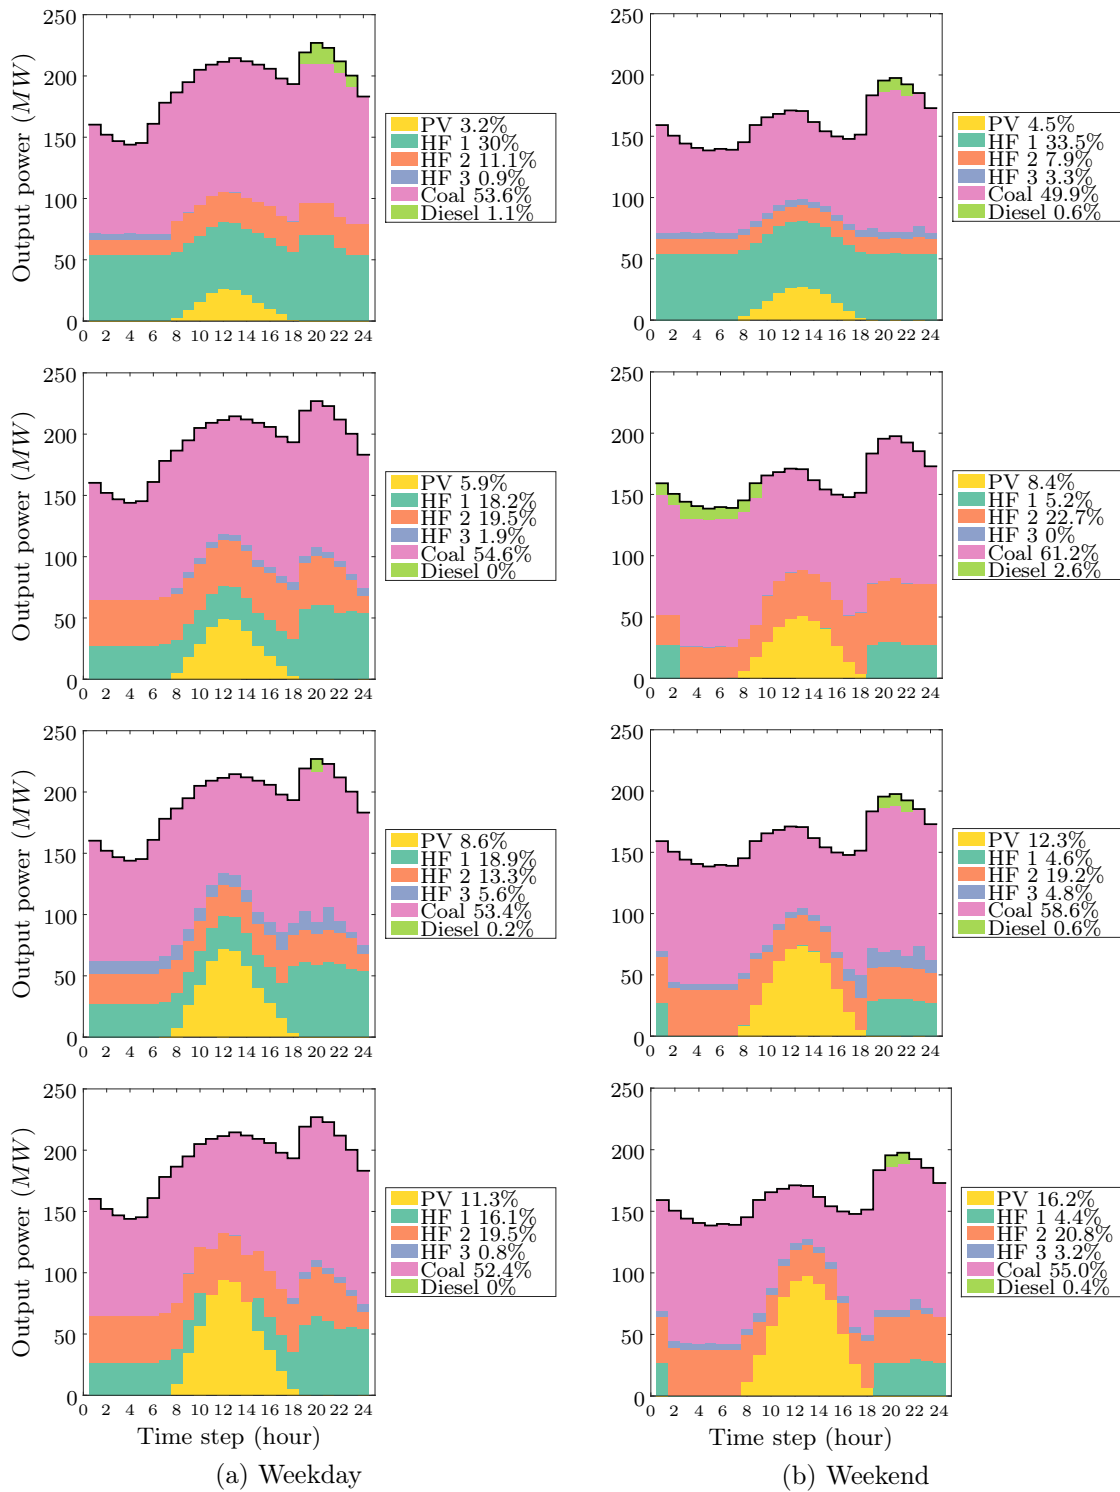 250
200
150
100
50
0
Output power (MW)
0 2 4 6 8 10 12 14 16 18 20 22 24
PV 3.2%
HF 1 30%
HF 2 11.1%
HF 3 0.9%
Coal 53.6%
Diesel 1.1%
250
200
150
100
50
0
0 2 4 6 8 10 12 14 16 18 20 22 24
PV 4.5%
HF 1 33.5%
HF 2 7.9%
HF 3 3.3%
Coal 49.9%
Diesel 0.6%
250
200
150
100
50
0
Output power (MW)
0 2 4 6 8 10 12 14 16 18 20 22 24
PV 5.9%
HF 1 18.2%
HF 2 19.5%
HF 3 1.9%
Coal 54.6%
Diesel 0%
250
200
150
100
50
0
0 2 4 6 8 10 12 14 16 18 20 22 24
PV 8.4%
HF 1 5.2%
HF 2 22.7%
HF 3 0%
Coal 61.2%
Diesel 2.6%
250
200
150
100
50
0
Output power (MW)
0 2 4 6 8 10 12 14 16 18 20 22 24
PV 8.6%
HF 1 18.9%
HF 2 13.3%
HF 3 5.6%
Coal 53.4%
Diesel 0.2%
250
200
150
100
50
0
0 2 4 6 8 10 12 14 16 18 20 22 24
PV 12.3%
HF 1 4.6%
HF 2 19.2%
HF 3 4.8%
Coal 58.6%
Diesel 0.6%
250
200
150
100
50
0
Output power (MW)
0 2 4 6 8 10 12 14 16 18 20 22 24
Time step (hour)
PV 11.3%
HF 1 16.1%
HF 2 19.5%
HF 3 0.8%
Coal 52.4%
Diesel 0%
(a) Weekday
250
200
150
100
50
0
0 2 4 6 8 10 12 14 16 18 20 22 24
Time step (hour)
PV 16.2%
HF 1 4.4%
HF 2 20.8%
HF 3 3.2%
Coal 55.0%
Diesel 0.4%
(b) Weekend